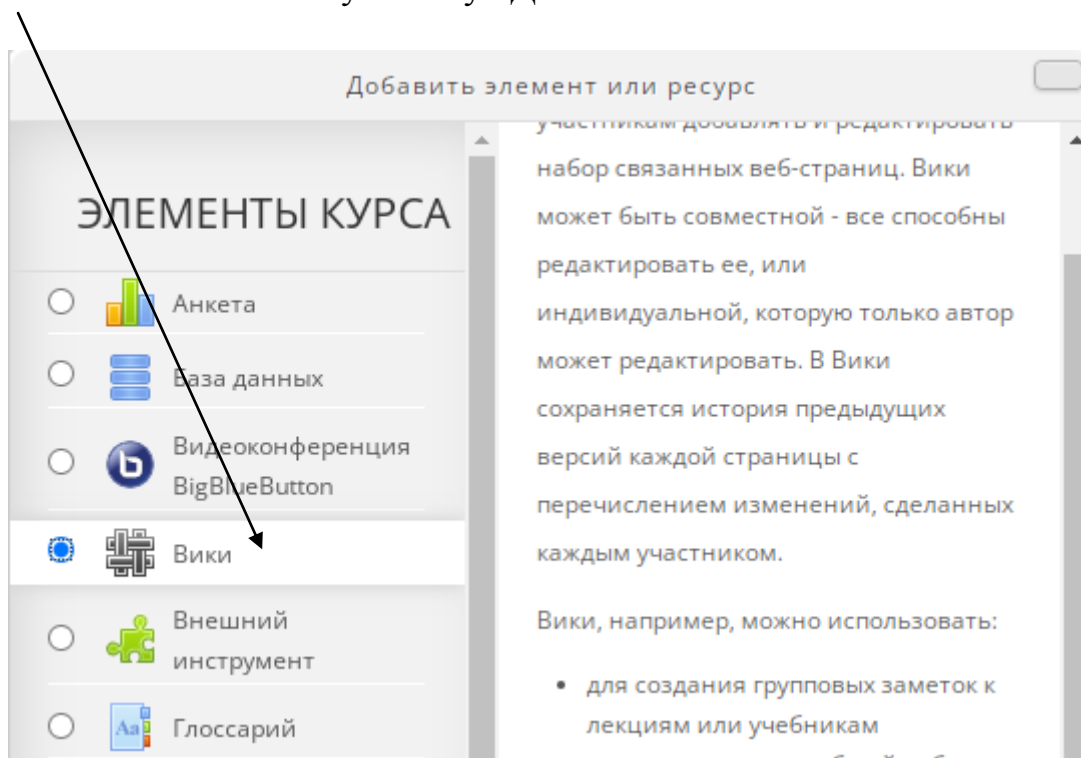 Добавить элемент или ресурс
ЭЛЕМЕНТЫ КУРСА
Анкета
База данных
Видеоконференция
BigBlueButton
Вики
Внешний
инструмент
Глоссарий
участникам добавлять и редактировать
набор связанных веб-страниц. Вики
может быть совместной - все способны
редактировать ее, или
индивидуальной, которую только автор
может редактировать. В Вики
сохраняется история предыдущих
версий каждой страницы с
перечислением изменений, сделанных
каждым участником.
Вики, например, можно использовать:
• для создания групповых заметок к
лекциям или учебникам